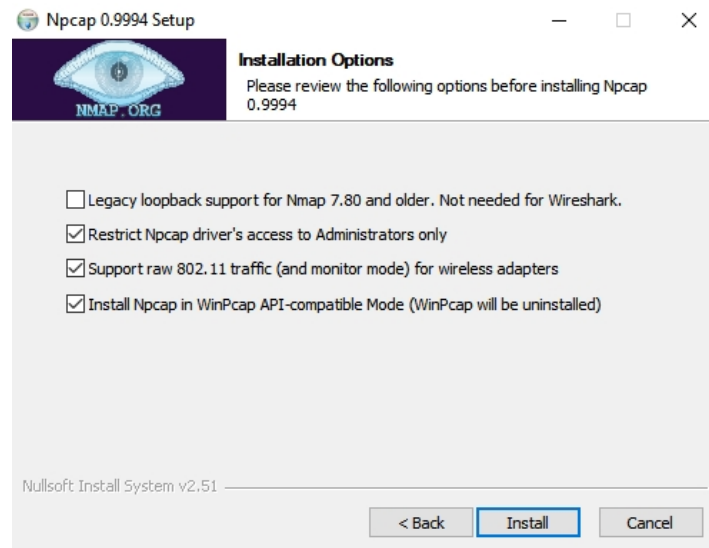 Npcap 0.9994 Setup
NMAP.ORG
Installation Options
Please review the following options before installing Npcap
0.9994
Legacy loopback support for Nmap 7.80 and older. Not needed for Wireshark.
Restrict Npcap driver's access to Administrators only
Support raw 802.11 traffic (and monitor mode) for wireless adapters
Install Npcap in WinPcap API-compatible Mode (WinPcap will be uninstalled)
Nullsoft Install System v2.51
< Back
Install
Cancel